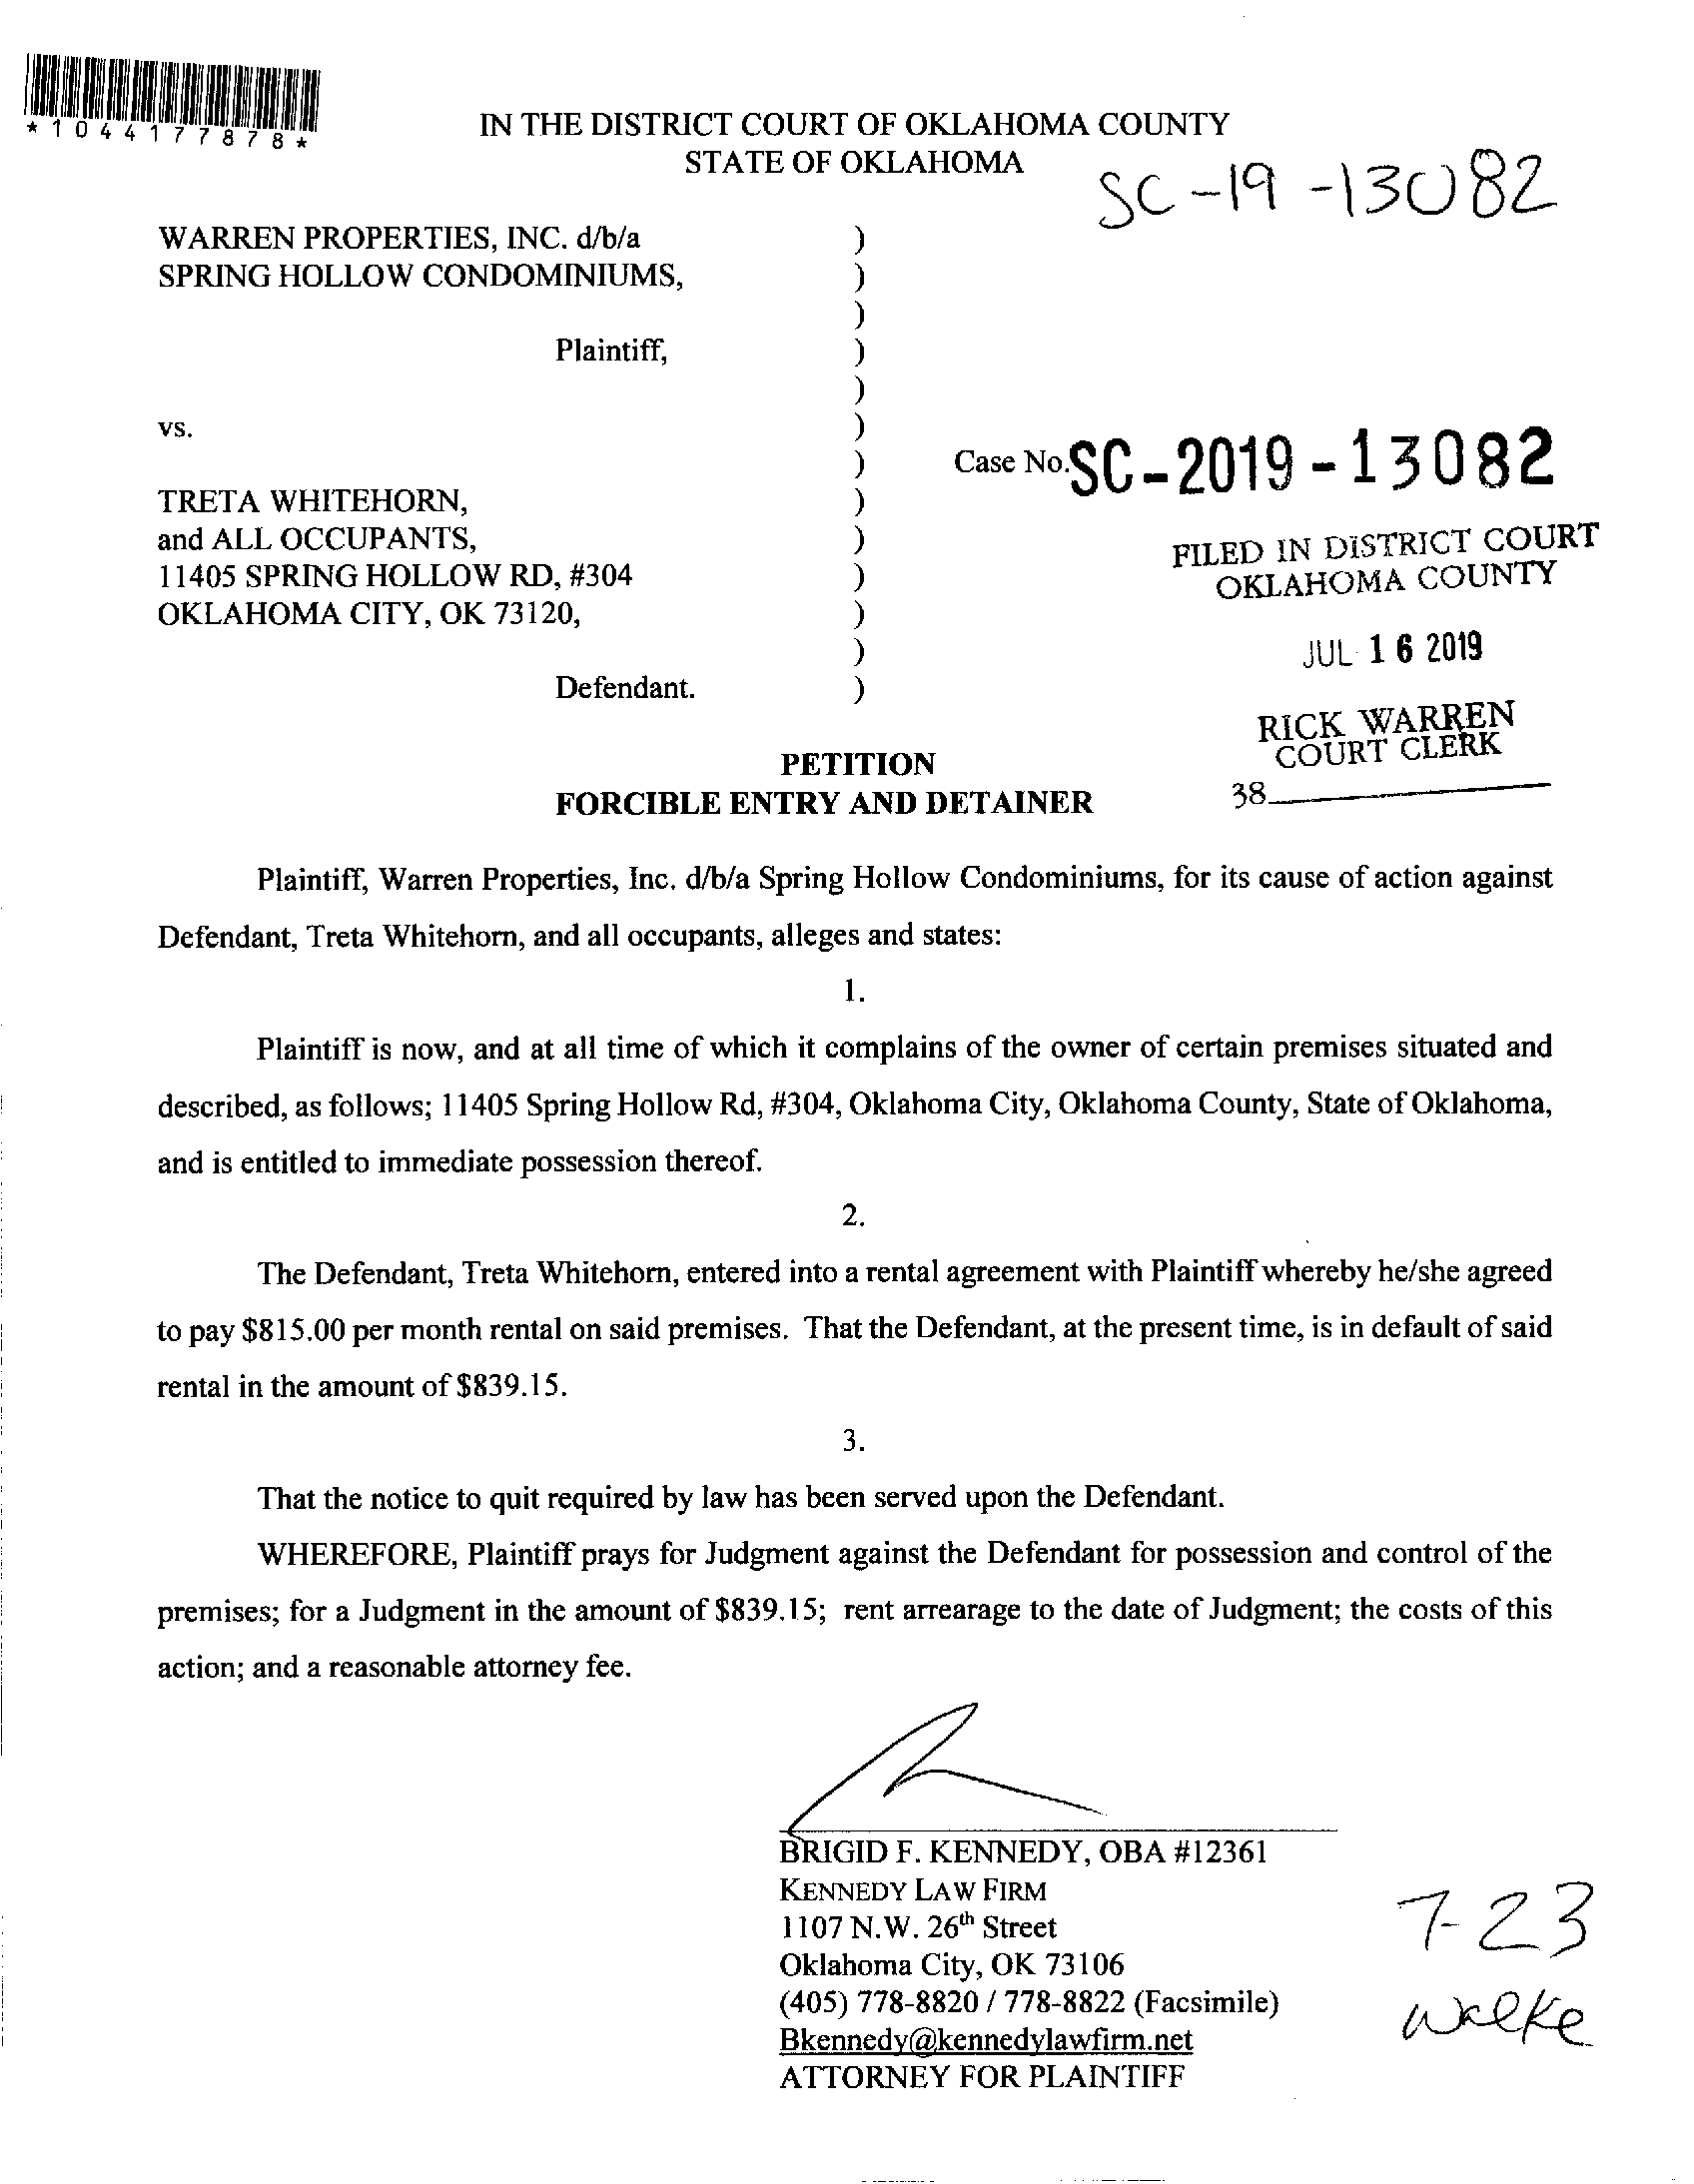 *1044177878*
IN THE DISTRICT COURT OF OKLAHOMA COUNTY
STATE OF OKLAHOMA
SC-19-13082
WARREN PROPERTIES, INC. d/b/a )
SPRING HOLLOW CONDOMINIUMS, )
)
Plaintiff, )
)
vs. )
) Case No. SC-2019-13082
TRETA WHITEHORN, )
and ALL OCCUPANTS, )
11405 SPRING HOLLOW RD, #304 )
OKLAHOMA CITY, OK 73120, )
)
Defendant. )
FILED IN DISTRICT COURT
OKLAHOMA COUNTY
JUL 16 2019
RICK WARREN
COURT CLERK
38
PETITION
FORCIBLE ENTRY AND DETAINER
Plaintiff, Warren Properties, Inc. d/b/a Spring Hollow Condominiums, for its cause of action against
Defendant, Treta Whitehorn, and all occupants, alleges and states:
1.
Plaintiff is now, and at all time of which it complains of the owner of certain premises situated and
described, as follows; 11405 Spring Hollow Rd, #304, Oklahoma City, Oklahoma County, State of Oklahoma,
and is entitled to immediate possession thereof.
2.
The Defendant, Treta Whitehorn, entered into a rental agreement with Plaintiff whereby he/she agreed
to pay $815.00 per month rental on said premises. That the Defendant, at the present time, is in default of said
rental in the amount of $839.15.
3.
That the notice to quit required by law has been served upon the Defendant.
WHEREFORE, Plaintiff prays for Judgment against the Defendant for possession and control of the
premises; for a Judgment in the amount of $839.15; rent arrearage to the date of Judgment; the costs of this
action; and a reasonable attorney fee.
BRIGID F. KENNEDY, OBA #12361
KENNEDY LAW FIRM
1107 N.W. 26th Street
Oklahoma City, OK 73106
(405) 778-8820 / 778-8822 (Facsimile)
Bkennedy@kennedylawfirm.net
ATTORNEY FOR PLAINTIFF
7-23
Walke